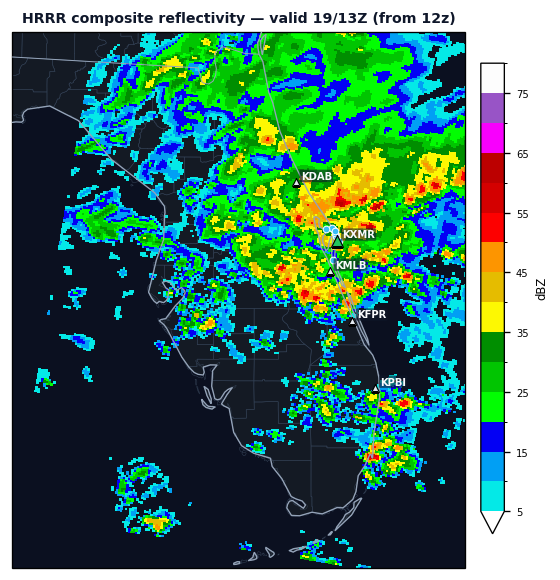 HRRR composite reflectivity — valid 19/13Z (from 12z)
KDAB
KXMR
KMLB
KFPR
KPBI
75
65
55
45
35
25
15
5
dBZ